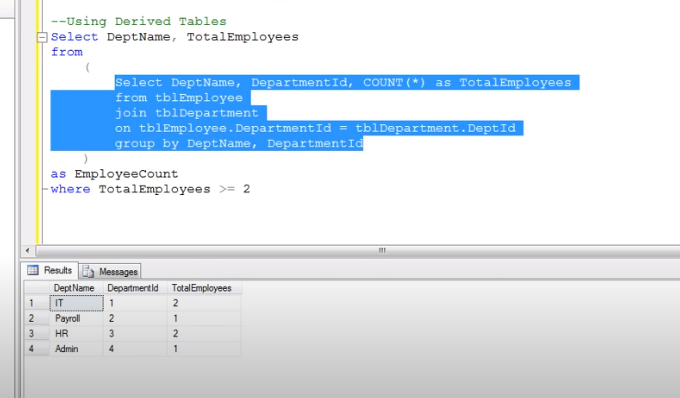 --Using Derived Tables
Select DeptName, TotalEmployees
from
(
Select DeptName, DepartmentId, COUNT(*) as TotalEmployees
from tblEmployee
join tblDepartment
on tblEmployee.DepartmentId = tblDepartment.DeptId
group by DeptName, DepartmentId
)
as EmployeeCount
where TotalEmployees >= 2
Results Messages
DeptName DepartmentId TotalEmployees
1 IT 1 2
2 Payroll 2 1
3 HR 3 2
4 Admin 4 1